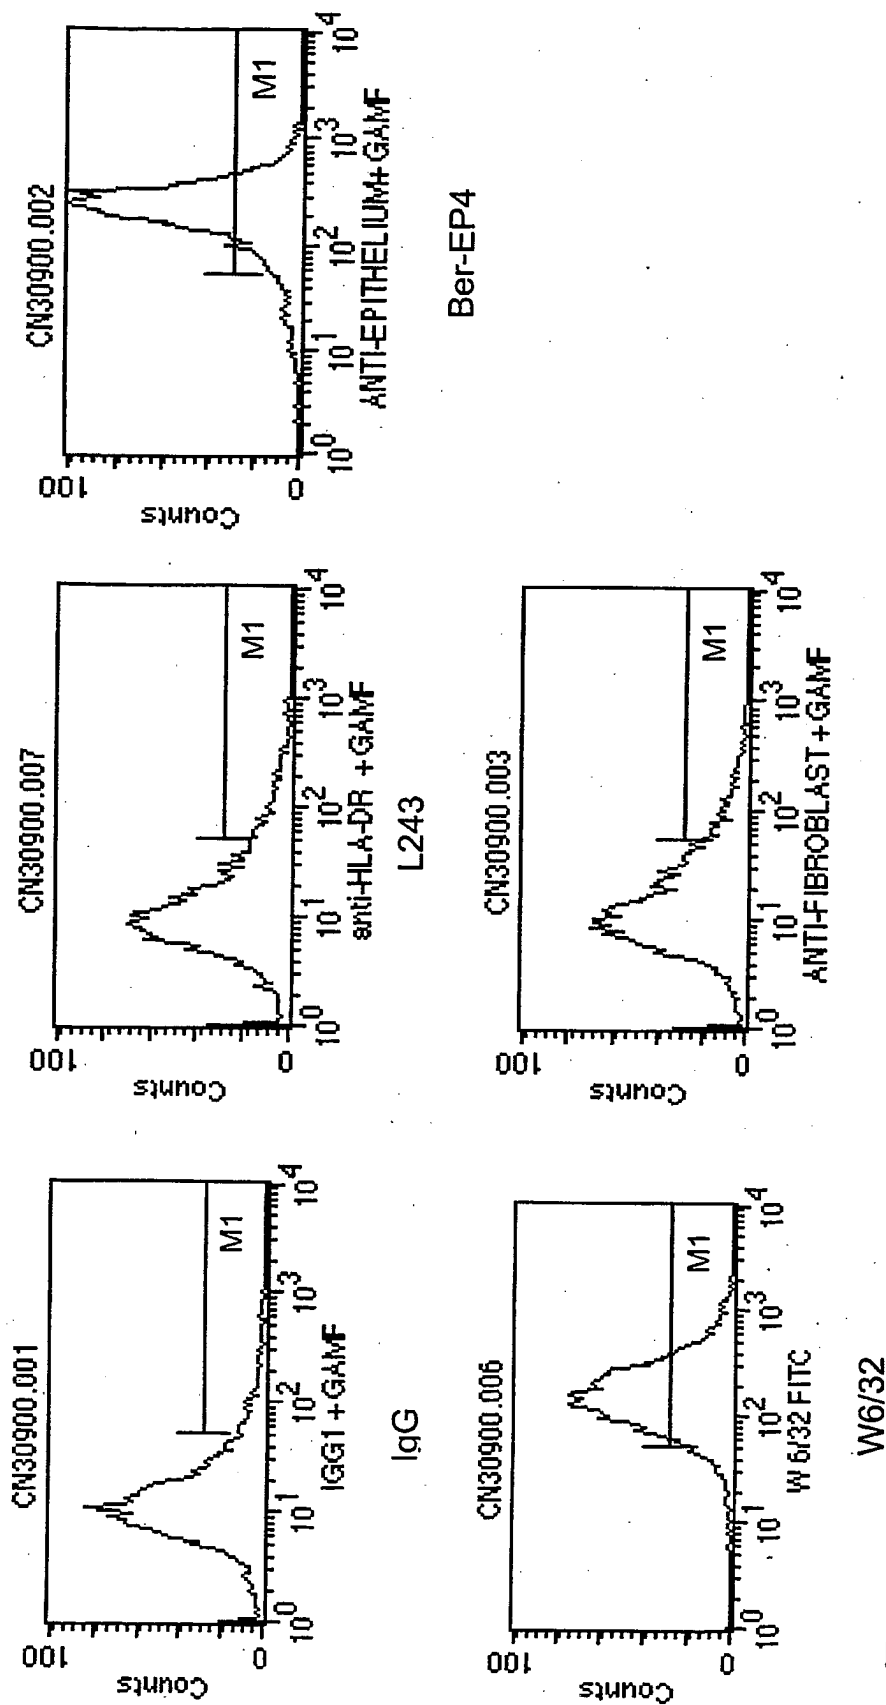 CN30900.001
100
Counts
0
10^0 10^1 10^2 10^3 10^4
M1
IGG1 +GAMF
IgG
CN30900.007
100
Counts
0
10^0 10^1 10^2 10^3 10^4
M1
anti-HLA-DR +GAMF
L243
CN30900.002
100
Counts
0
10^0 10^1 10^2 10^3 10^4
M1
ANTI-EPITHELIUM+GAMF
Ber-EP4
CN30900.006
100
Counts
0
10^0 10^1 10^2 10^3 10^4
M1
W 6/32 FITC
W6/32
CN30900.003
100
Counts
0
10^0 10^1 10^2 10^3 10^4
M1
ANTI-FIBROBLAST+GAMF